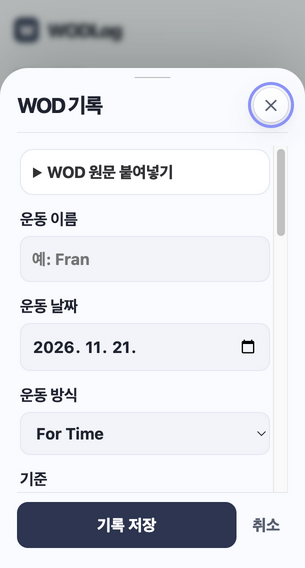 WODLog
WOD 기록
▶ WOD 원문 붙여넣기
운동 이름
예: Fran
운동 날짜
2026. 11. 21.
운동 방식
For Time
기준
기록 저장
취소